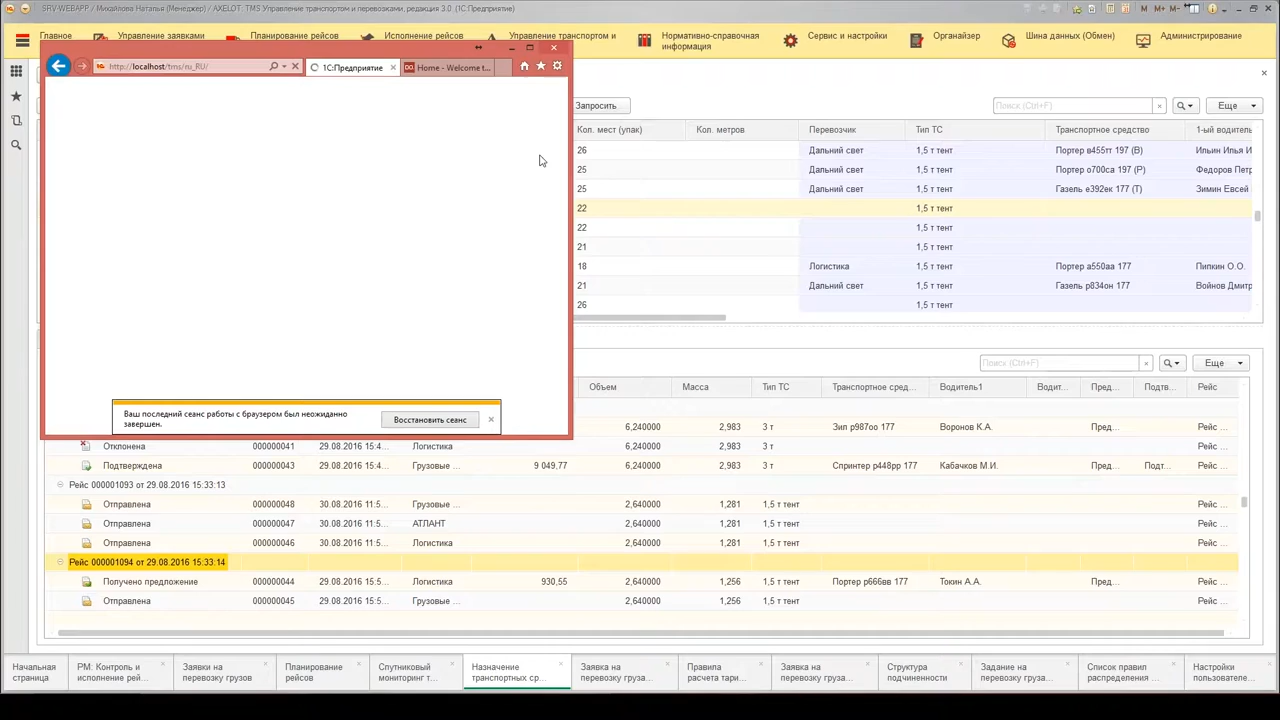 SRV-WEBAPP / Михайлова Наталья (Менеджер) / AXELOT. TMS Управление транспортом и перевозками, редакция 3.0 (1С:Предприятие)
M M+ M-
Главное Управление заявками Планирование рейсов Исполнение рейсов Управление транспортом и Нормативно-справочная информация Сервис и настройки Органайзер Шина данных (Обмен) Администрирование
http://localhost/tms/ru_RU/ 1С:Предприятие Home - Welcome t...
Запросить Поиск (Ctrl+F) Еще
Кол. мест (упак) Кол. метров Перевозчик Тип ТС Транспортное средство 1-ый водитель
26 Дальний свет 1,5 т тент Портер в455тт 197 (В) Ильин Илья И
25 Дальний свет 1,5 т тент Портер о700са 197 (Р) Федоров Петр
25 Дальний свет 1,5 т тент Газель е392ек 177 (Т) Зимин Евсей
22 1,5 т тент
22 1,5 т тент
21 1,5 т тент
18 Логистика 1,5 т тент Портер а550аа 177 Пипкин О.О.
21 Дальний свет 1,5 т тент Газель р834он 177 Войнов Дмитр
26 1,5 т тент
Поиск (Ctrl+F) Еще
Объем Масса Тип ТС Транспортное сред... Водитель1 Водит... Пред... Подтв... Рейс
Ваш последний сеанс работы с браузером был неожиданно
завершен.
Восстановить сеанс
6,240000 2,983 3 т Зил р987оо 177 Воронов К.А. Пред... Рейс ...
Отклонена 000000041 29.08.2016 15:4... Логистика 6,240000 2,983 3 т Рейс ...
Подтверждена 000000043 29.08.2016 15:4... Грузовые ... 9 049,77 6,240000 2,983 3 т Спринтер р448рр 177 Кабачков М.И. Пред... Подт... Рейс ...
Рейс 000001093 от 29.08.2016 15:33:13
Отправлена 000000048 30.08.2016 11:5... Грузовые ... 2,640000 1,281 1,5 т тент Рейс ...
Отправлена 000000047 30.08.2016 11:5... АТЛАНТ 2,640000 1,281 1,5 т тент Рейс ...
Отправлена 000000046 30.08.2016 11:5... Логистика 2,640000 1,281 1,5 т тент Рейс ...
Рейс 000001094 от 29.08.2016 15:33:14
Получено предложение 000000044 29.08.2016 15:5... Логистика 930,55 2,640000 1,256 1,5 т тент Портер р666вв 177 Токин А.А. Пред... Рейс ...
Отправлена 000000045 29.08.2016 15:5... Грузовые ... 2,640000 1,256 1,5 т тент Рейс ...
Начальная страница РМ: Контроль и исполнение рей... Заявки на перевозку грузов Планирование рейсов Спутниковый мониторинг т... Назначение транспортных ср... Заявка на перевозку груза... Правила расчета тари... Заявка на перевозку груза... Структура подчиненности Задание на перевозку груза... Список правил распределения ... Настройки пользователе...